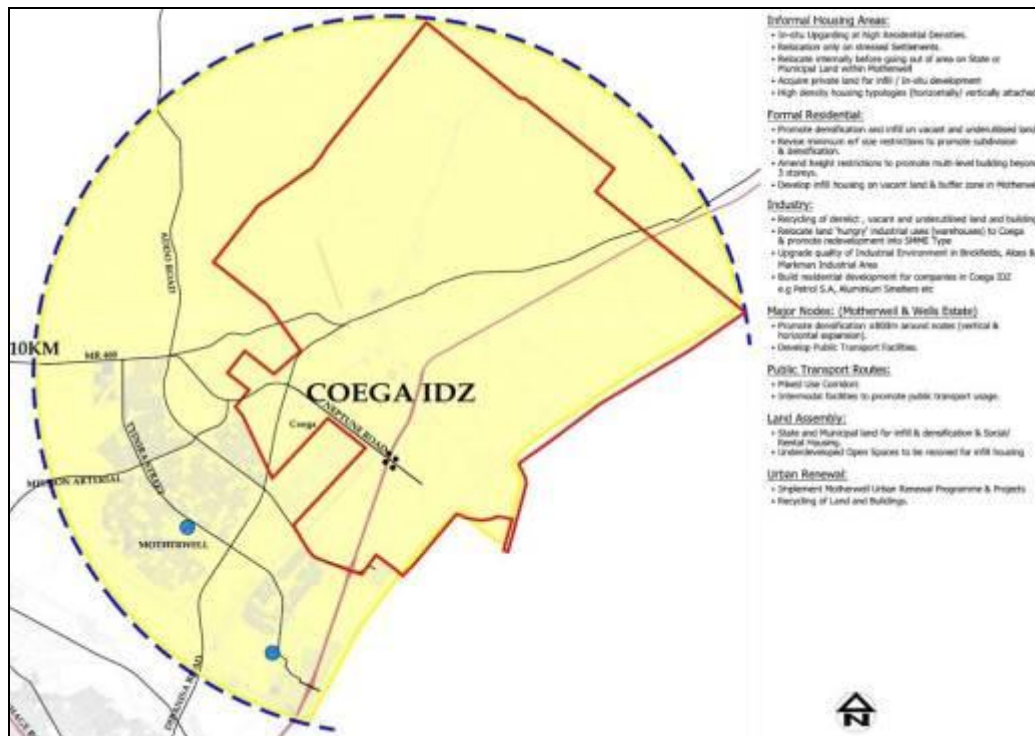 Informal Housing Areas:
• In-situ Upgarding at high Residential Densities.
• Relocation only on stressed Settlements.
• Relocate internally before going out of area on State or
Municipal Land within Motherwell
• Acquire private land for infill / In-situ development
• High density housing typologies (horizontally/ vertically attached
Formal Residential:
• Promote densification and infill on vacant and underutilised land
• Revise minimum erf size restrictions to promote subdivision
& densification.
• Amend height restrictions to promote multi-level building beyond
3 storeys.
• Develop infill housing on vacant land & buffer zone in Motherwe
Industry:
• Recycling of derelict , vacant and underutilised land and building
• Relocate land 'hungry' industrial uses (warehouses) to Coega
& promote redevelopment into SMME Type
• Upgrade quality of Industrial Environment in Brickfields, &
Markman Industrial Area
• Build residential development for companies in Coega IDZ
e.g Petrol S.A, Aluminium Smelters etc
Major Nodes: (Motherwell & Wells Estate)
• Promote densification ±800m around nodes (vertical &
horizontal expansion).
• Develop Public Transport Facilities.
Public Transport Routes:
• Mixed Use Corridors
• Intermodal facilities to promote public transport usage.
Land Assembly:
• State and Municipal land for infill & densification & Social/
Rental Housing.
• Underdeveloped Open Spaces to be rezoned for infill housing
Urban Renewal:
• Implement Motherwell Urban Renewal Programme & Projects
• Recycling of Land and Buildings.
ADDO ROAD
10KM
MR 460
COEGA IDZ
NEPTUNE ROAD
Coega
ARTERIAL
MOTHERWELL
N